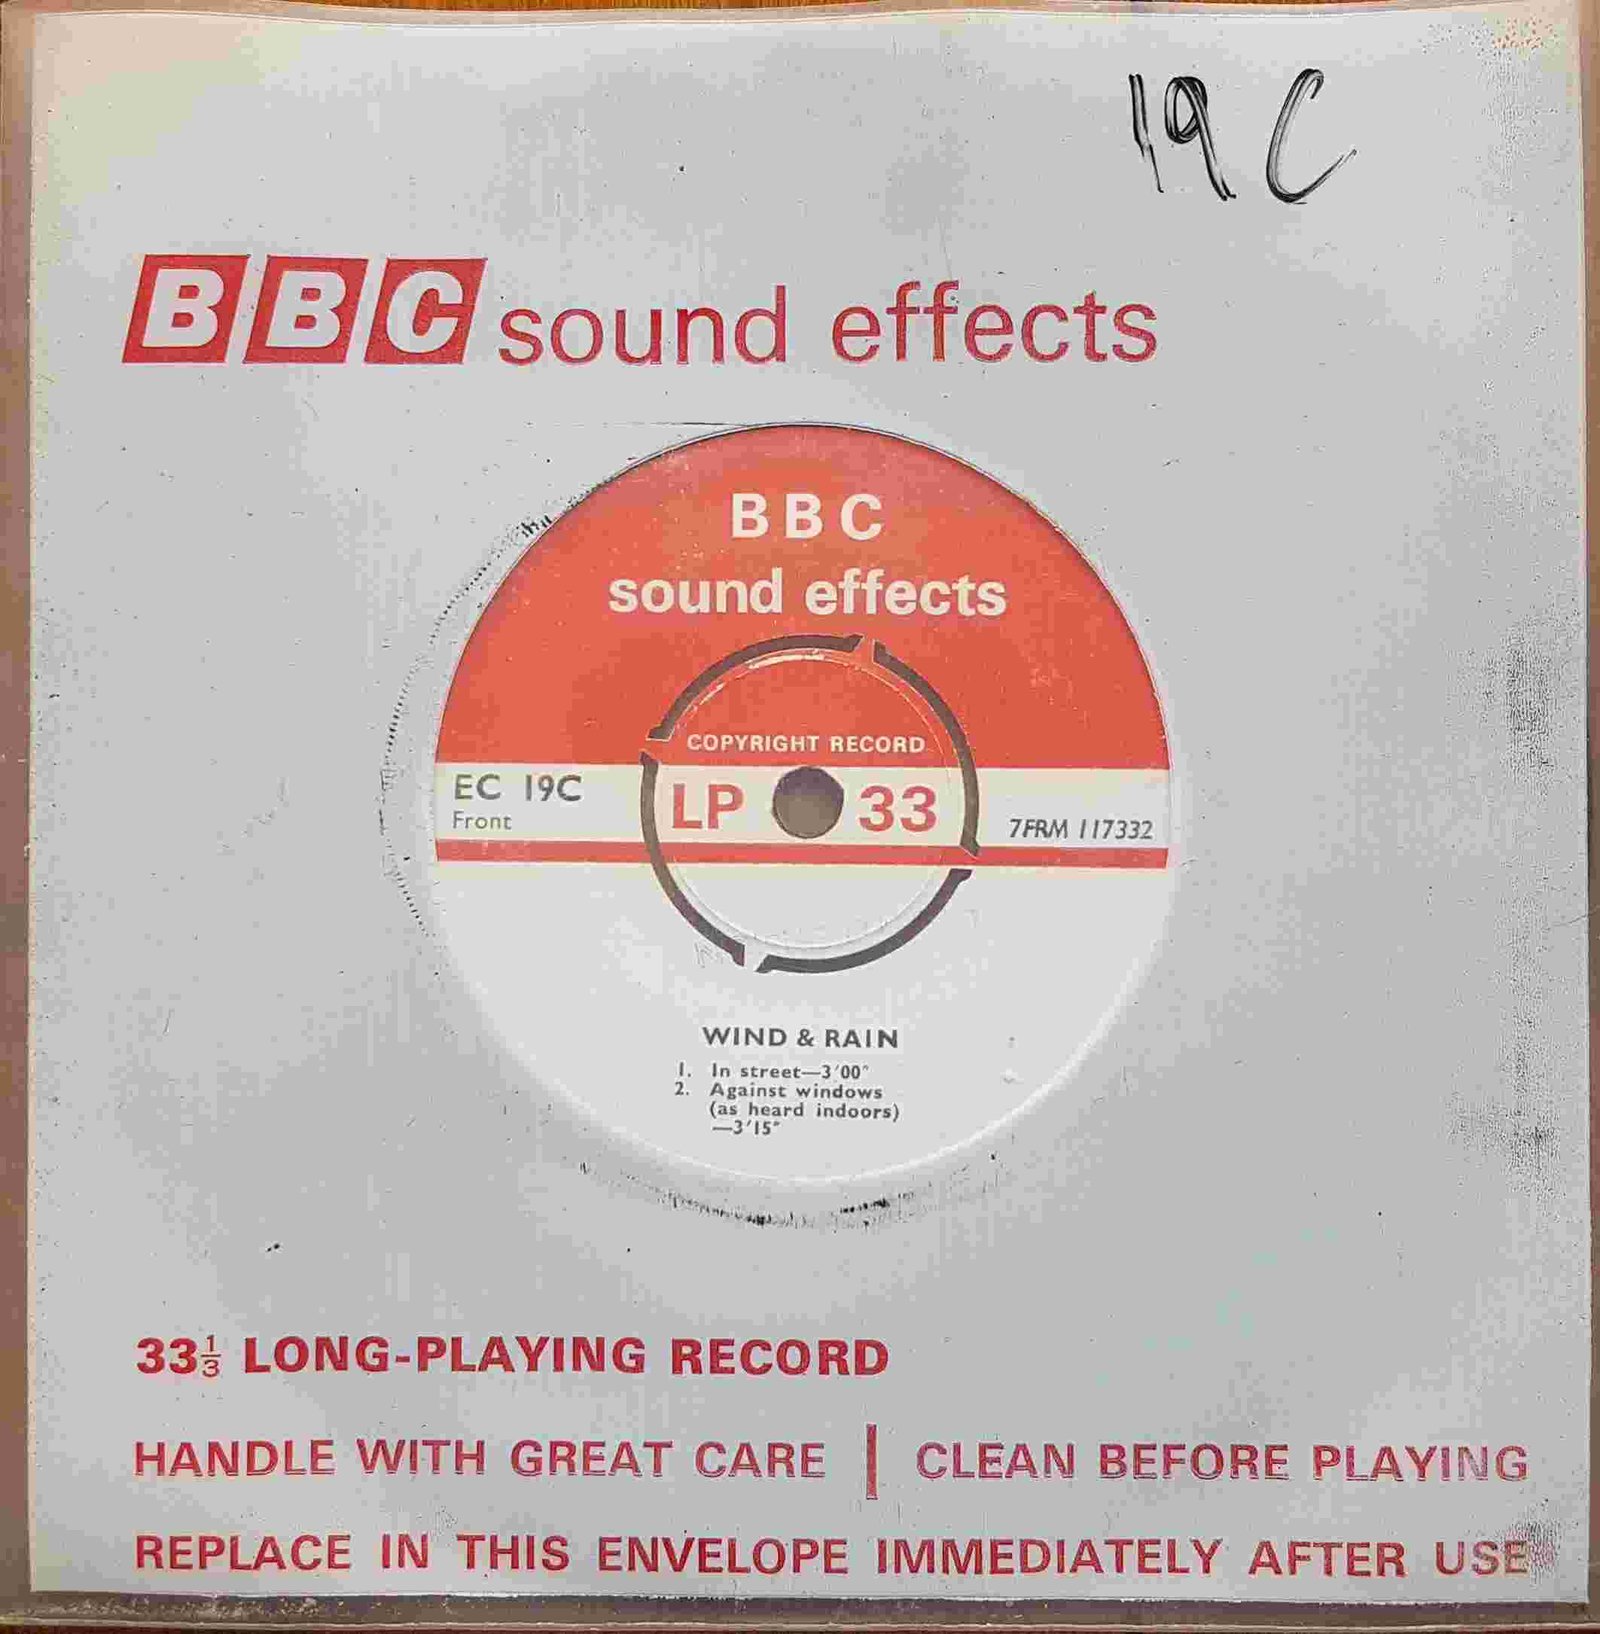 19 C
BBC sound effects
BBC
sound effects
COPYRIGHT RECORD
EC 19C
Front
LP 33
7FRM 117332
WIND & RAIN
1. In street—3'00"
2. Against windows
(as heard indoors)
—3'15"
33⅓ LONG-PLAYING RECORD
HANDLE WITH GREAT CARE | CLEAN BEFORE PLAYING
REPLACE IN THIS ENVELOPE IMMEDIATELY AFTER USE